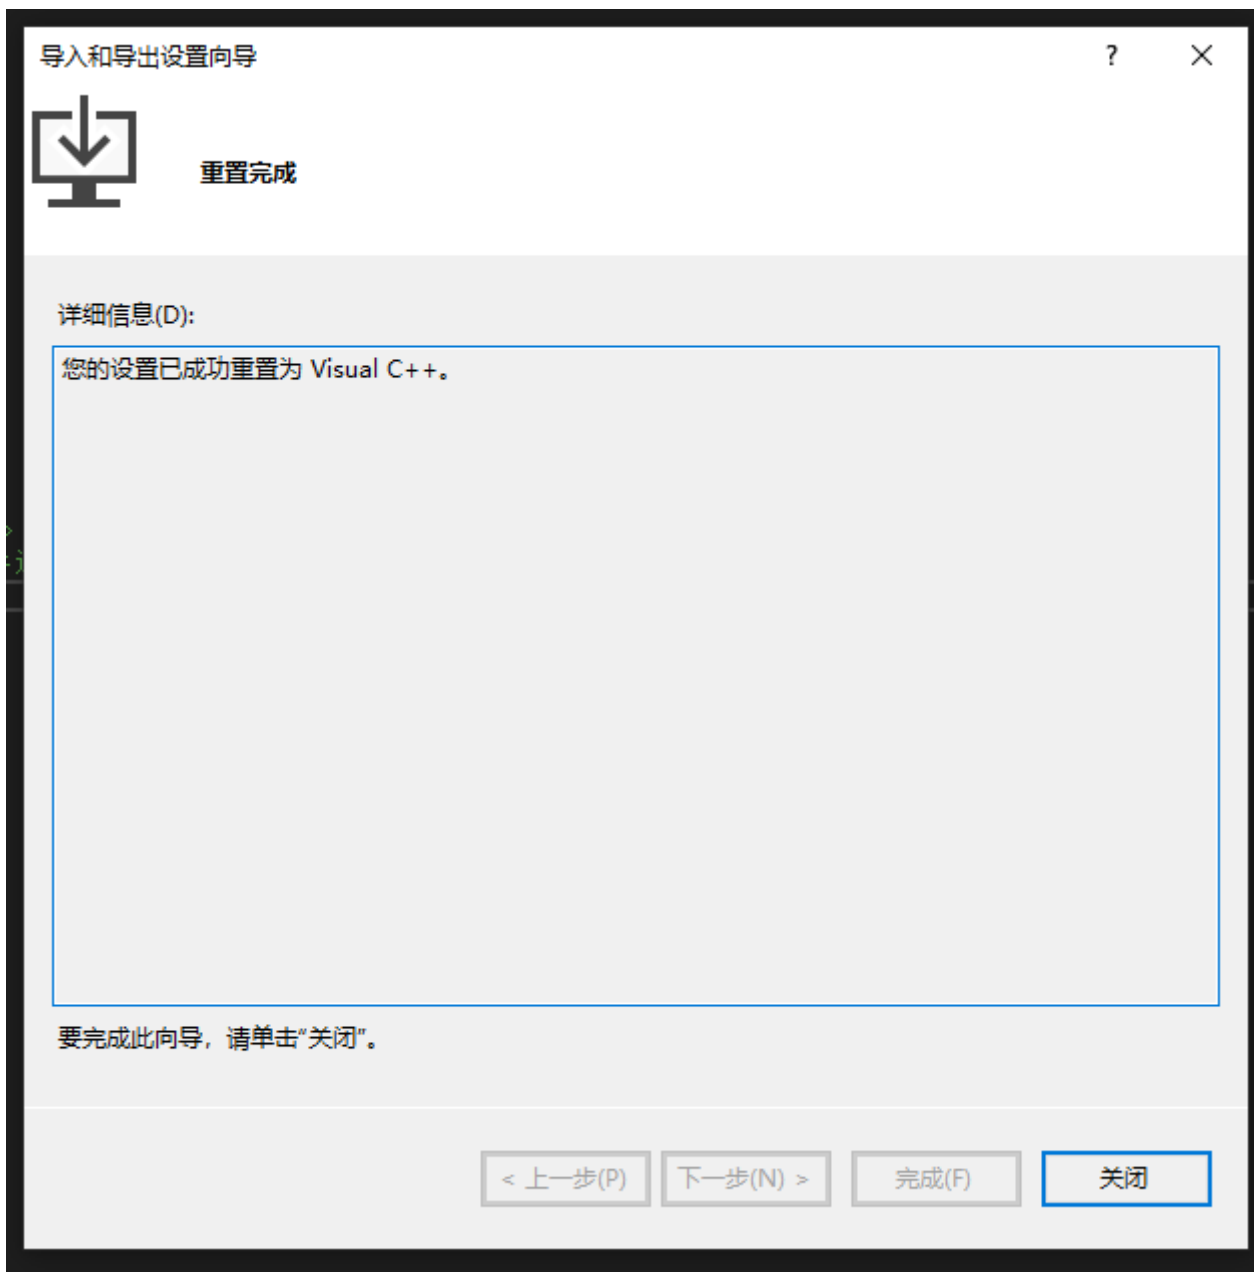 导入和导出设置向导
?
重置完成
详细信息(D):
您的设置已成功重置为 Visual C++。
要完成此向导，请单击“关闭”。
< 上一步(P)
下一步(N) >
完成(F)
关闭